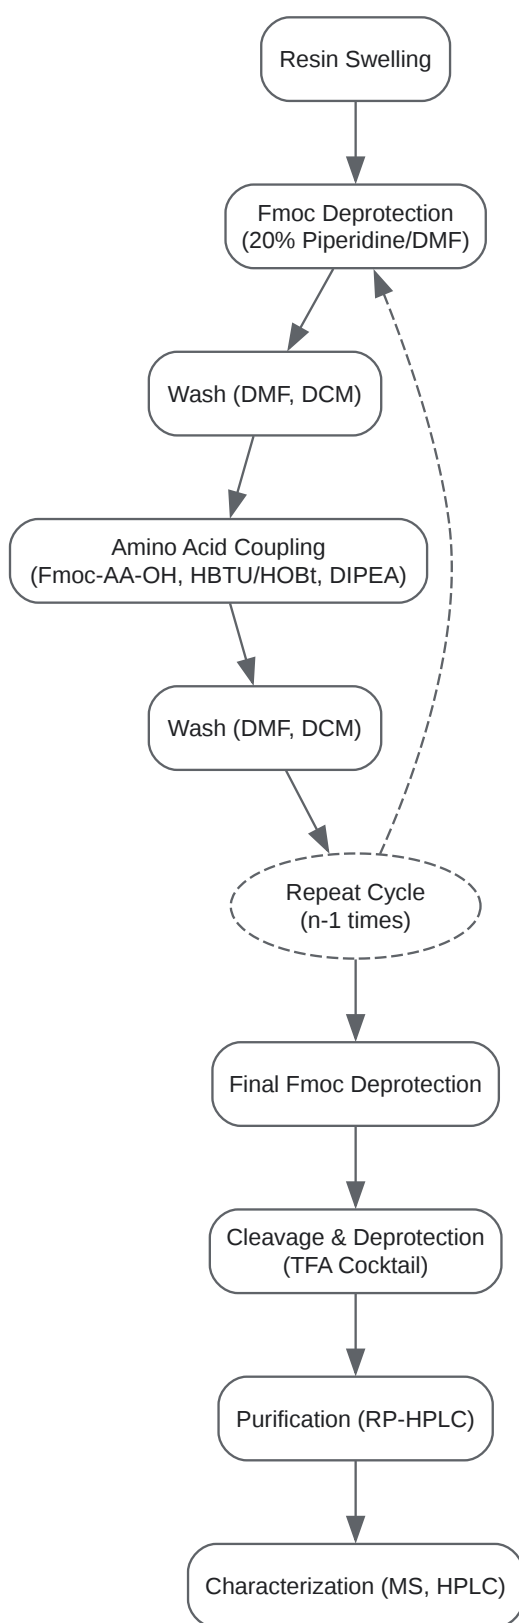 Resin Swelling
Fmoc Deprotection
(20% Piperidine/DMF)
Wash (DMF, DCM)
Amino Acid Coupling
(Fmoc-AA-OH, HBTU/HOBt, DIPEA)
Wash (DMF, DCM)
Repeat Cycle
(n-1 times)
Final Fmoc Deprotection
Cleavage & Deprotection
(TFA Cocktail)
Purification (RP-HPLC)
Characterization (MS, HPLC)